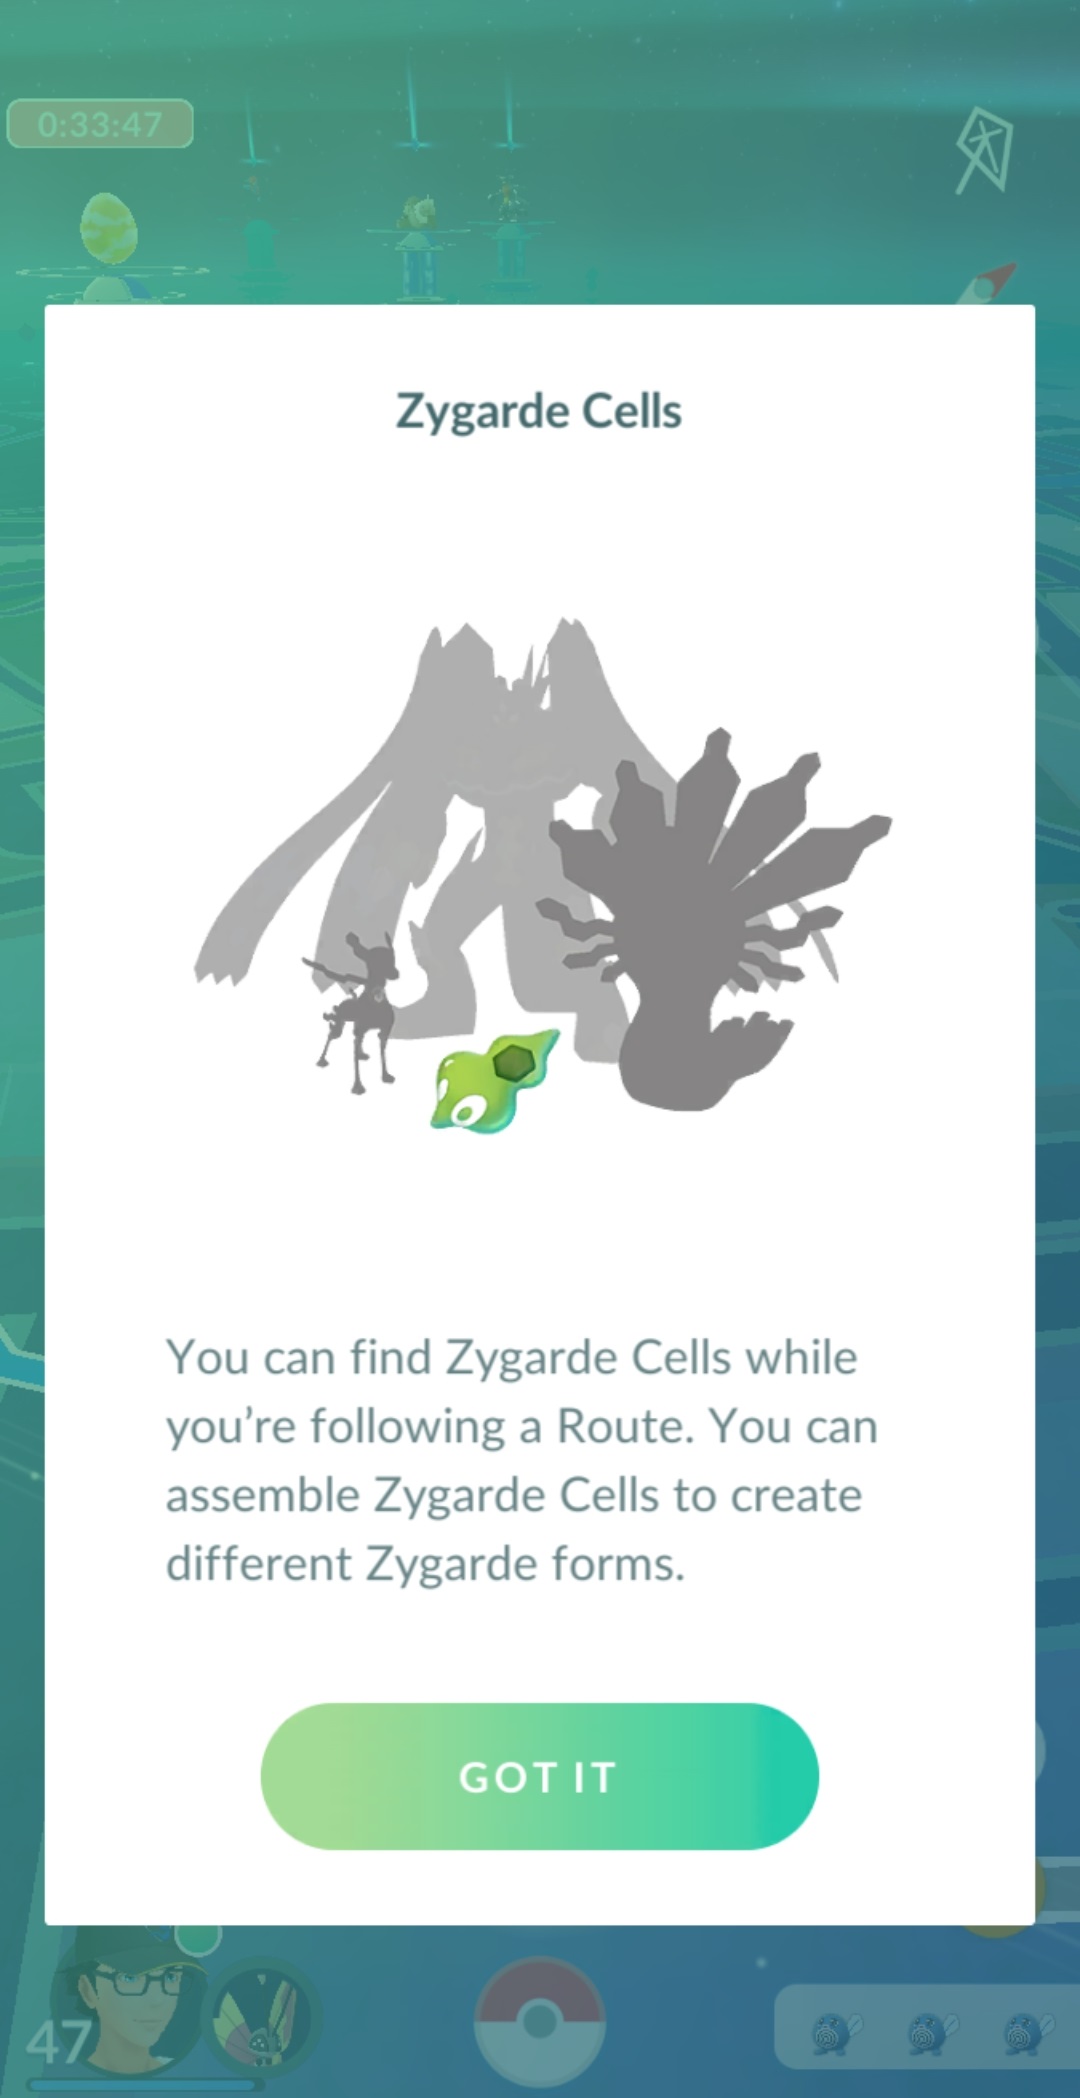 0:33:47
Zygarde Cells
You can find Zygarde Cells while
you’re following a Route. You can
assemble Zygarde Cells to create
different Zygarde forms.
GOT IT
47